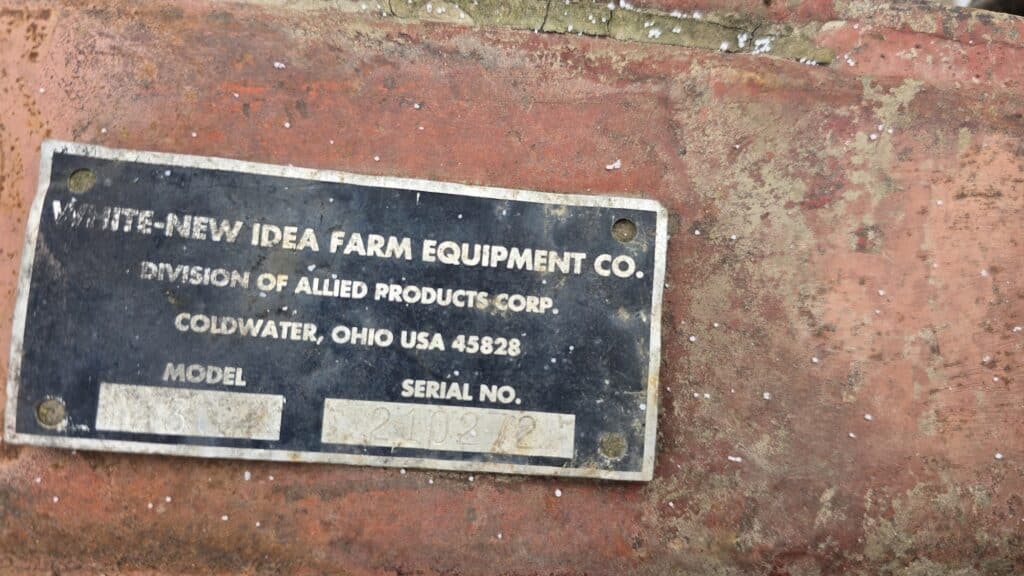 WHITE-NEW IDEA FARM EQUIPMENT CO.
DIVISION OF ALLIED PRODUCTS CORP.
COLDWATER, OHIO USA 45828
MODEL
SERIAL NO.